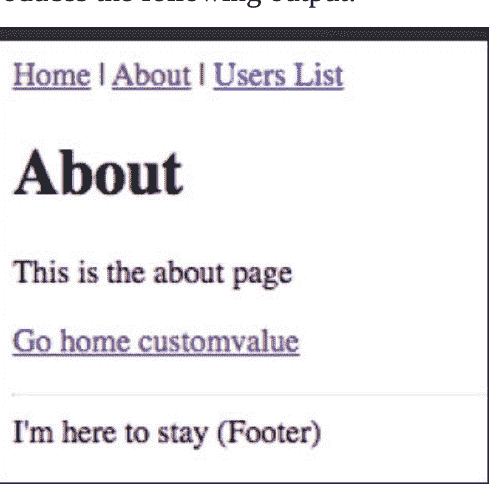 Home | About | Users List
About
This is the about page
Go home customvalue
I'm here to stay (Footer)